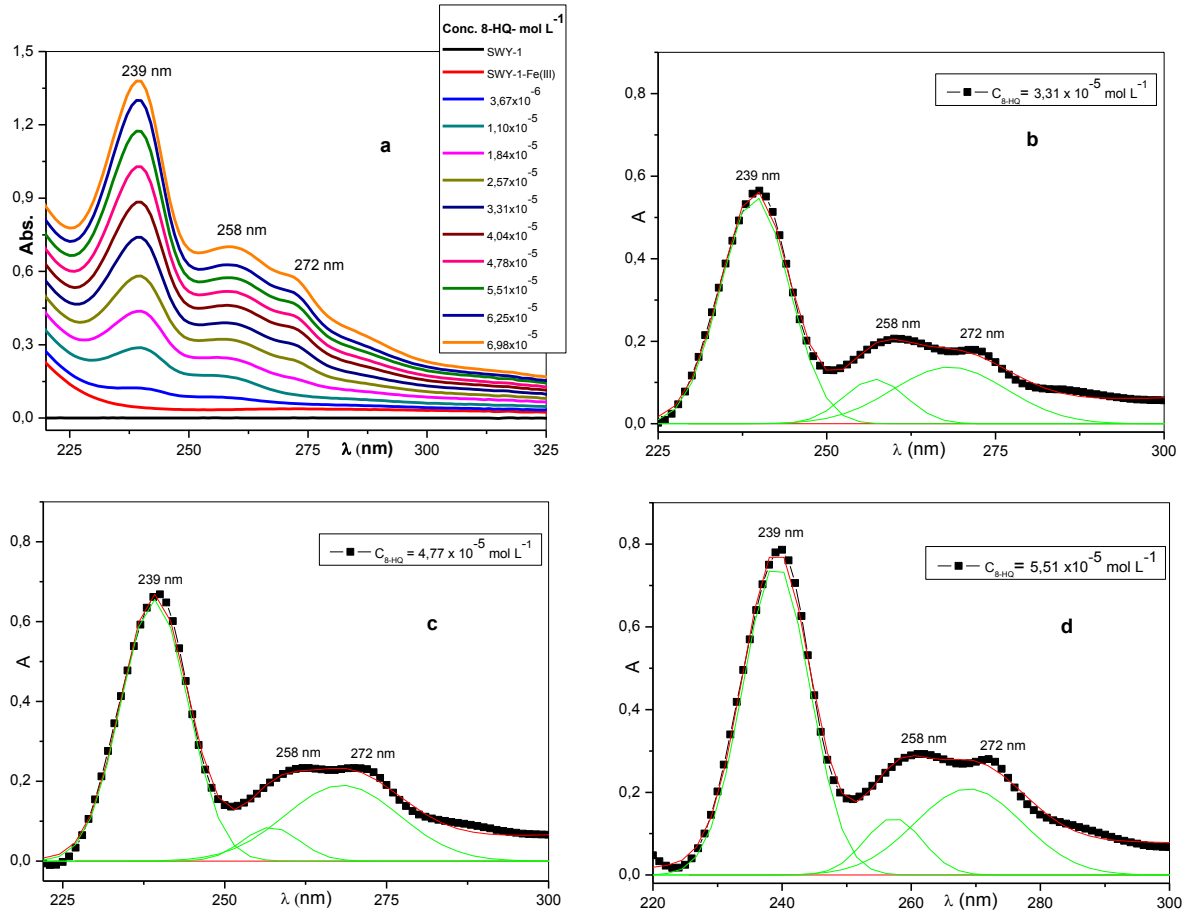 Conc. 8-HQ- mol L⁻¹
SWY-1
SWY-1-Fe(III)
3,67x10⁻⁶
1,10x10⁻⁵
1,84x10⁻⁵
2,57x10⁻⁵
3,31x10⁻⁵
4,04x10⁻⁵
4,78x10⁻⁵
5,51x10⁻⁵
6,25x10⁻⁵
6,98x10⁻⁵
1,5
1,2
0,9
0,6
0,3
0,0
Abs.
239 nm
258 nm
272 nm
a
225
250
275
300
325
λ (nm)
C8-HQ = 3,31 x 10⁻⁵ mol L⁻¹
b
0,8
0,6
0,4
0,2
0,0
A
239 nm
258 nm
272 nm
225
250
275
300
λ (nm)
C8-HQ = 4,77 x 10⁻⁵ mol L⁻¹
c
0,8
0,6
0,4
0,2
0,0
A
239 nm
258 nm
272 nm
225
250
275
300
λ (nm)
C8-HQ = 5,51 x10⁻⁵ mol L⁻¹
d
0,8
0,6
0,4
0,2
0,0
A
239 nm
258 nm
272 nm
220
230
240
250
260
270
280
290
300
λ (nm)